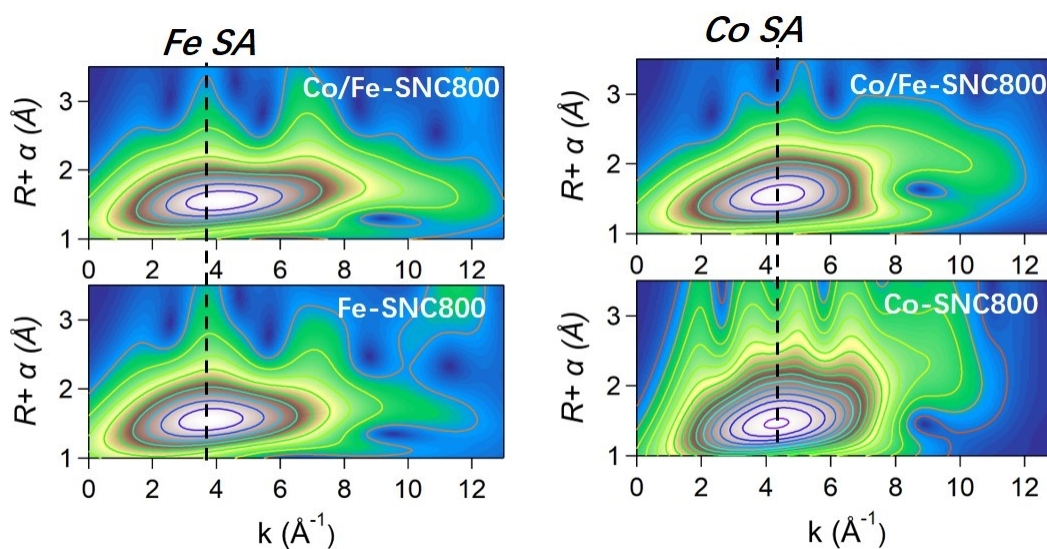 Fe SA
Co/Fe-SNC800
R+ α (Å)
3
2
1
0 2 4 6 8 10 12
Fe-SNC800
R+ α (Å)
3
2
1
0 2 4 6 8 10 12
k (Å⁻¹)
Co SA
Co/Fe-SNC800
R+ α (Å)
3
2
1
0 2 4 6 8 10 12
Co-SNC800
R+ α (Å)
3
2
1
0 2 4 6 8 10 12
k (Å⁻¹)